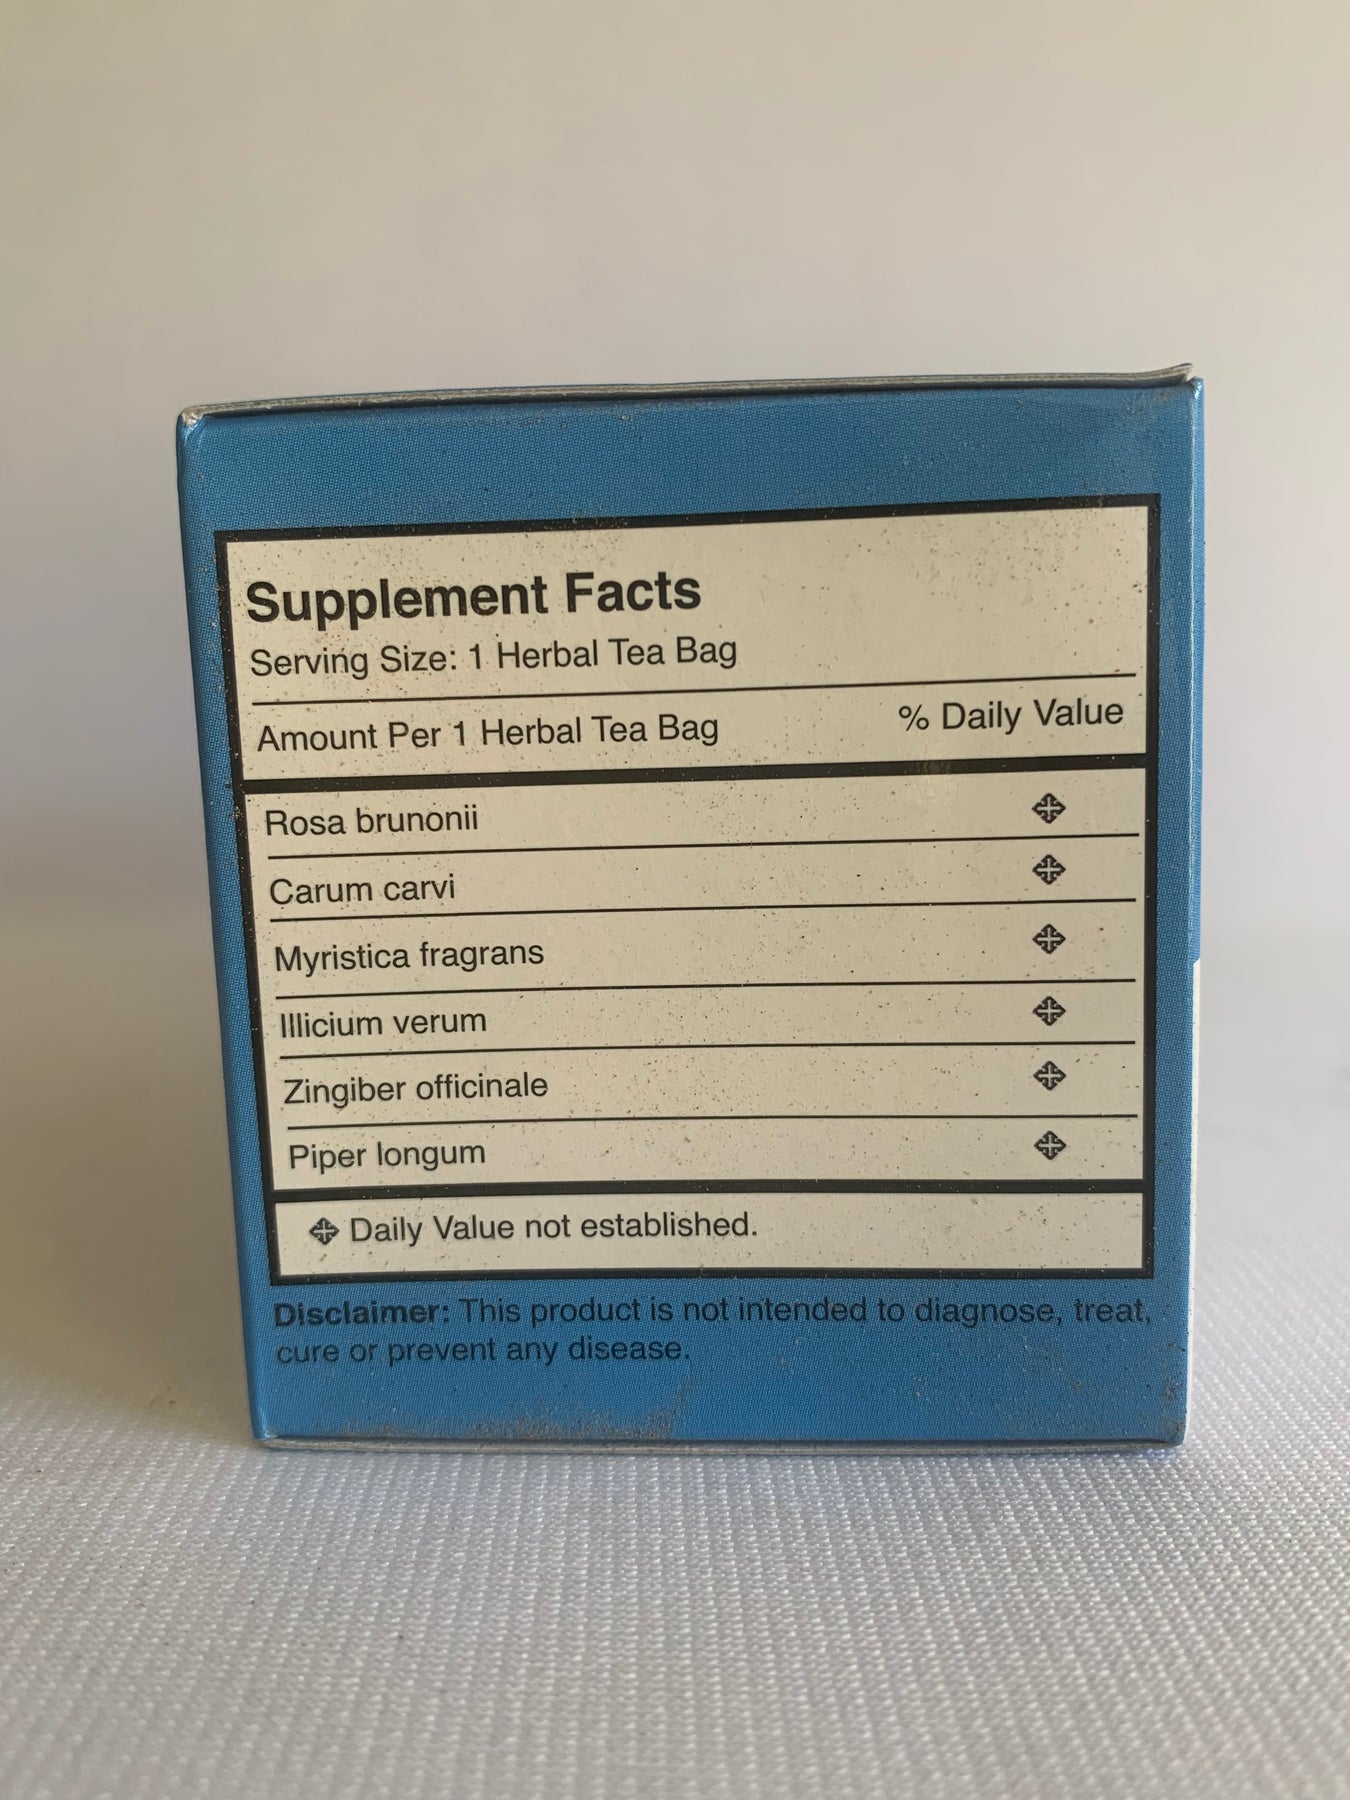 Supplement Facts
Serving Size: 1 Herbal Tea Bag
Amount Per 1 Herbal Tea Bag % Daily Value
Rosa brunonii
Carum carvi
Myristica fragrans
Illicium verum
Zingiber officinale
Piper longum
Daily Value not established.
Disclaimer: This product is not intended to diagnose, treat,
cure or prevent any disease.